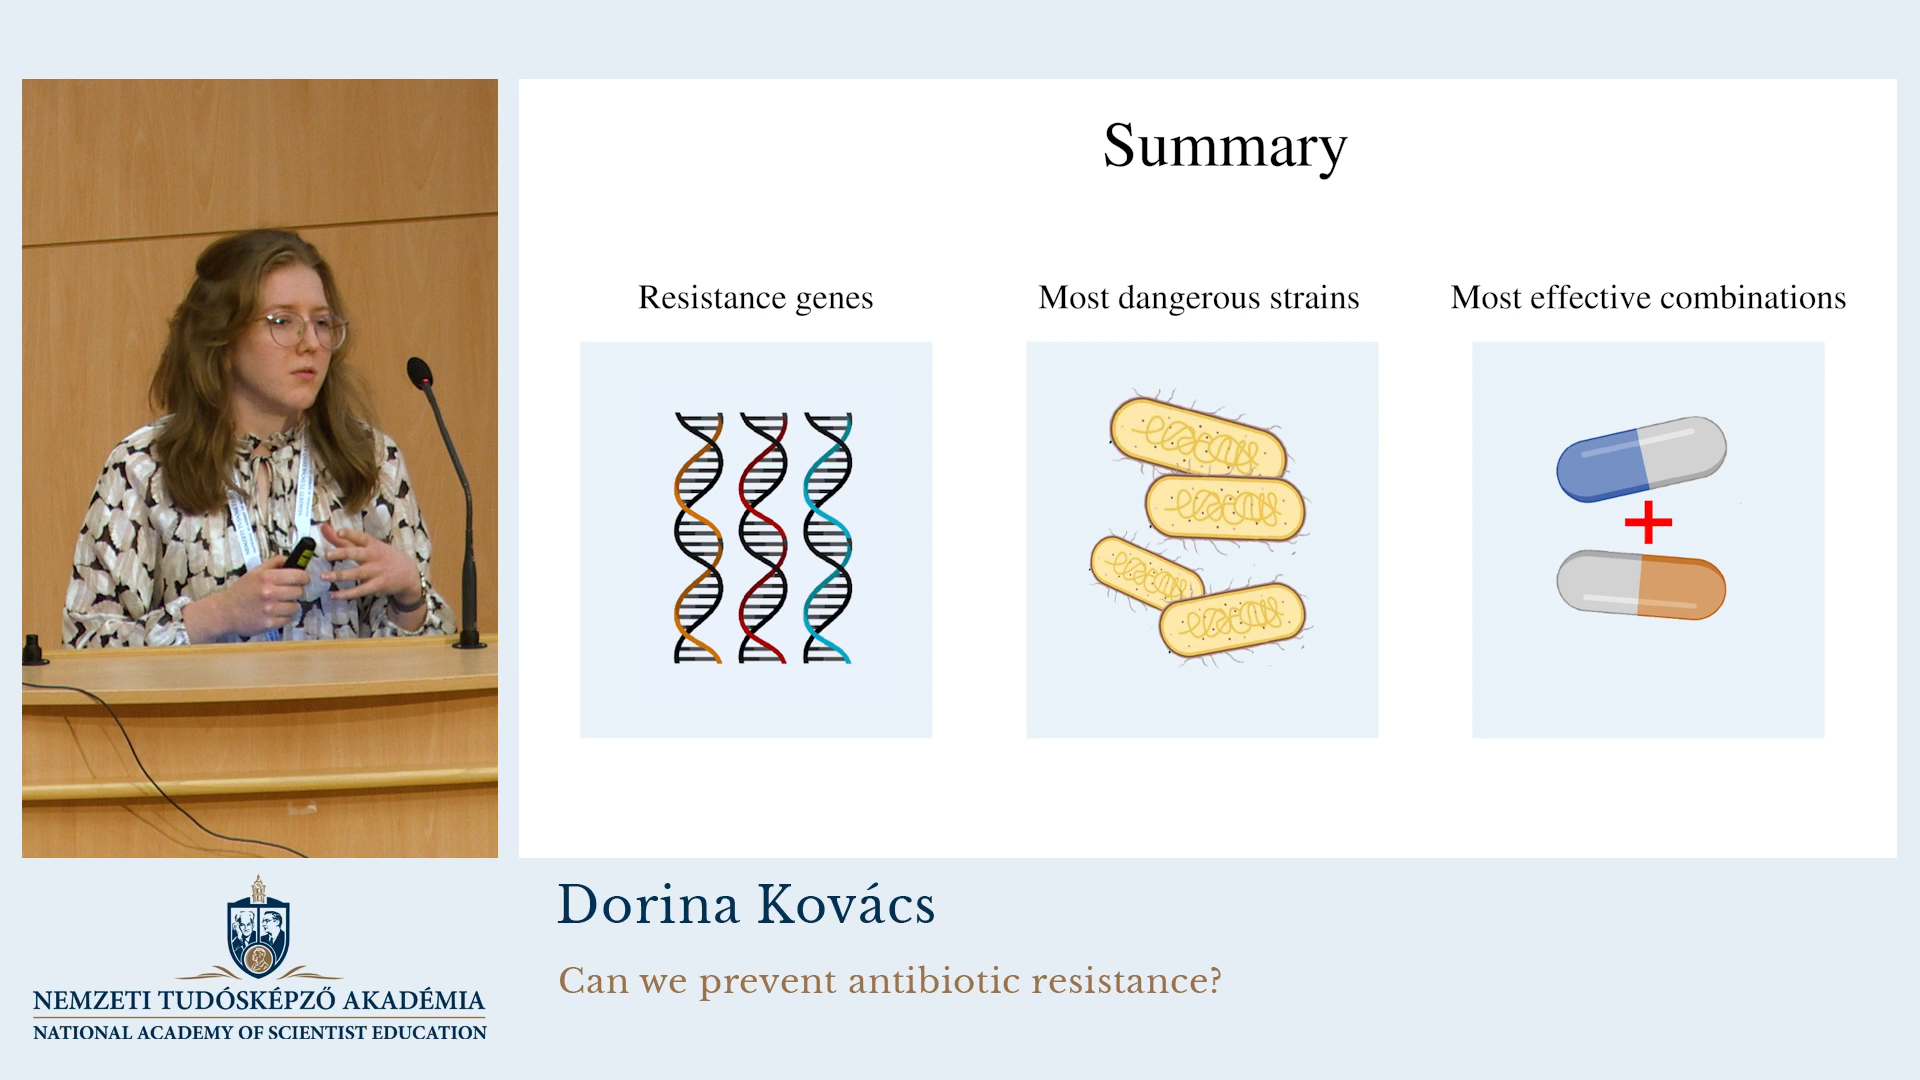 Summary
Resistance genes
Most dangerous strains
Most effective combinations
Dorina Kovács
Can we prevent antibiotic resistance?
NEMZETI TUDÓSKÉPZŐ AKADÉMIA
NATIONAL ACADEMY OF SCIENTIST EDUCATION